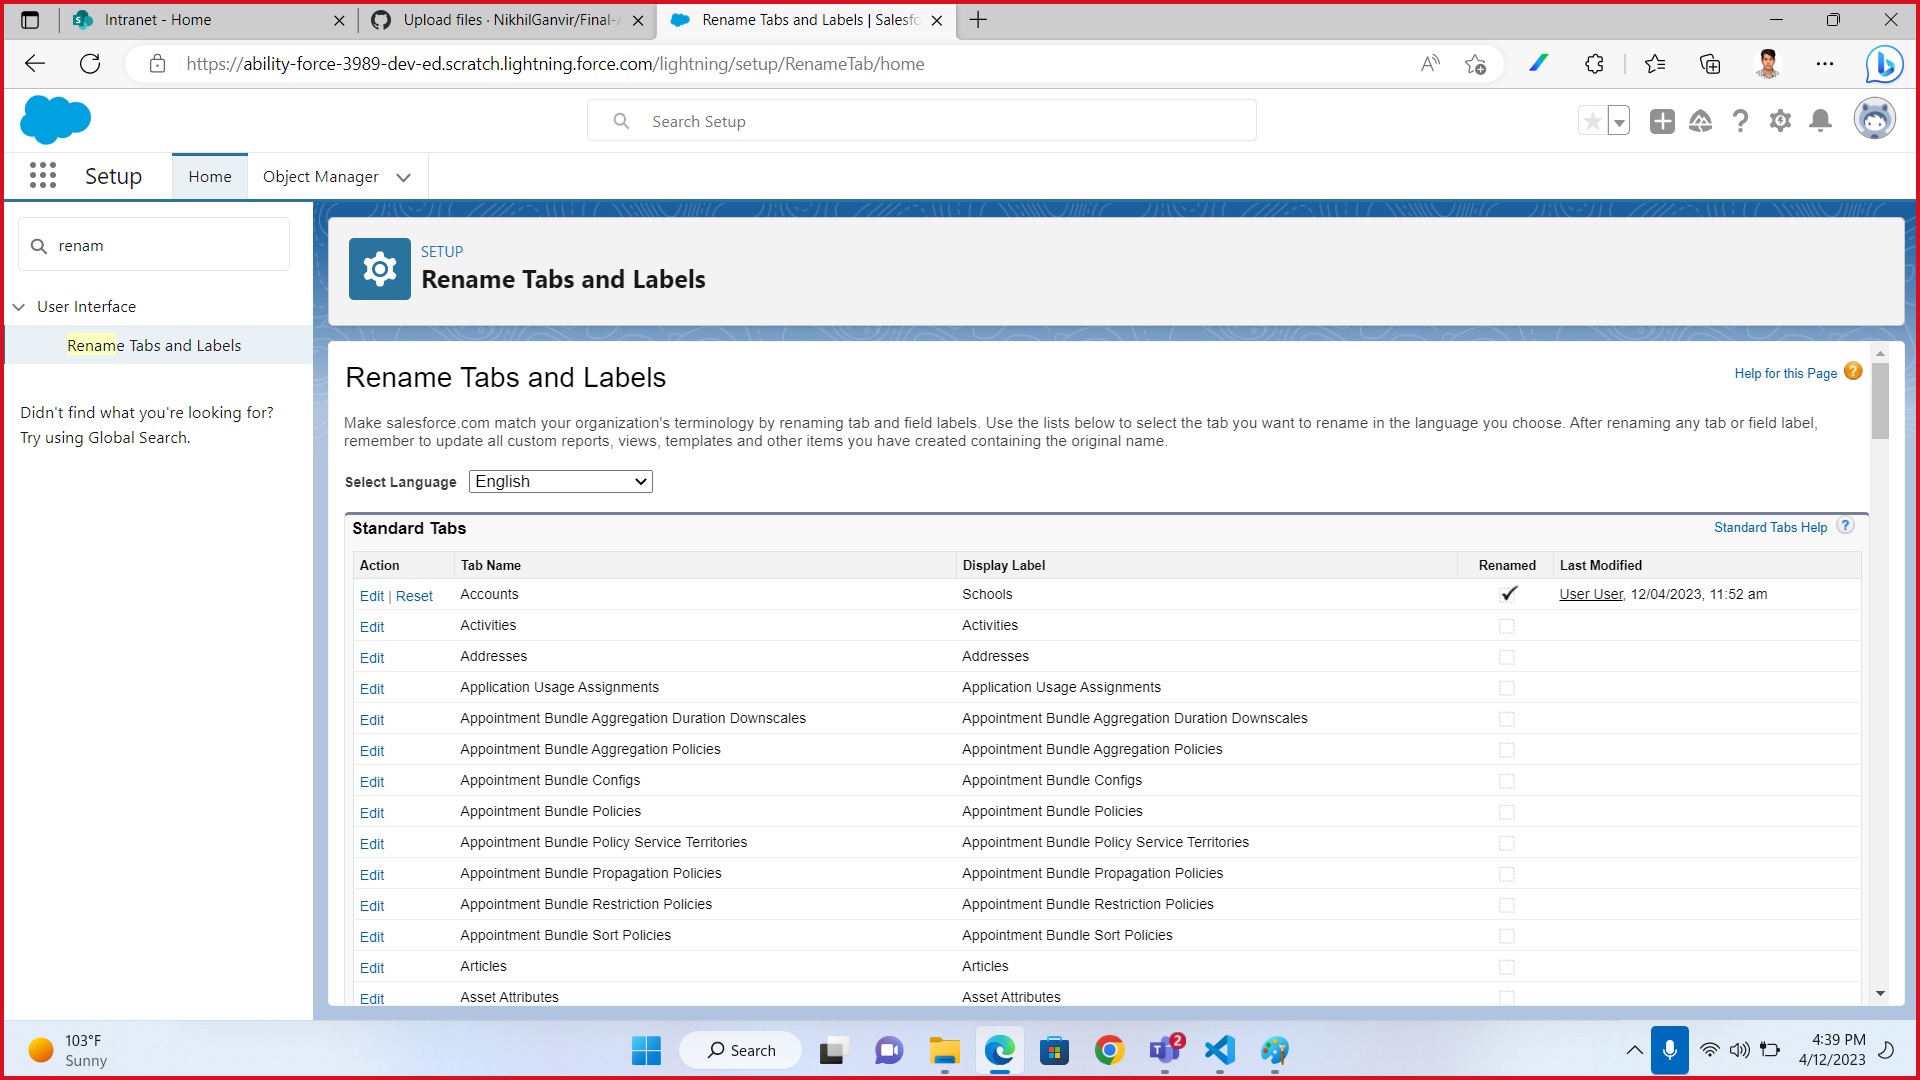 Intranet - Home
Upload files · NikhilGanvir/Final-A
Rename Tabs and Labels | Salesfo
https://ability-force-3989-dev-ed.scratch.lightning.force.com/lightning/setup/RenameTab/home
Search Setup
Setup
Home
Object Manager
renam
User Interface
Rename Tabs and Labels
Didn't find what you're looking for?
Try using Global Search.
SETUP
Rename Tabs and Labels
Rename Tabs and Labels
Help for this Page
Make salesforce.com match your organization's terminology by renaming tab and field labels. Use the lists below to select the tab you want to rename in the language you choose. After renaming any tab or field label,
remember to update all custom reports, views, templates and other items you have created containing the original name.
Select Language English
Standard Tabs
Standard Tabs Help ?
Action Tab Name Display Label Renamed Last Modified
Edit | Reset Accounts Schools User User, 12/04/2023, 11:52 am
Edit Activities Activities
Edit Addresses Addresses
Edit Application Usage Assignments Application Usage Assignments
Edit Appointment Bundle Aggregation Duration Downscales Appointment Bundle Aggregation Duration Downscales
Edit Appointment Bundle Aggregation Policies Appointment Bundle Aggregation Policies
Edit Appointment Bundle Configs Appointment Bundle Configs
Edit Appointment Bundle Policies Appointment Bundle Policies
Edit Appointment Bundle Policy Service Territories Appointment Bundle Policy Service Territories
Edit Appointment Bundle Propagation Policies Appointment Bundle Propagation Policies
Edit Appointment Bundle Restriction Policies Appointment Bundle Restriction Policies
Edit Appointment Bundle Sort Policies Appointment Bundle Sort Policies
Edit Articles Articles
Edit Asset Attributes Asset Attributes
103°F
Sunny
Search
2
4:39 PM
4/12/2023